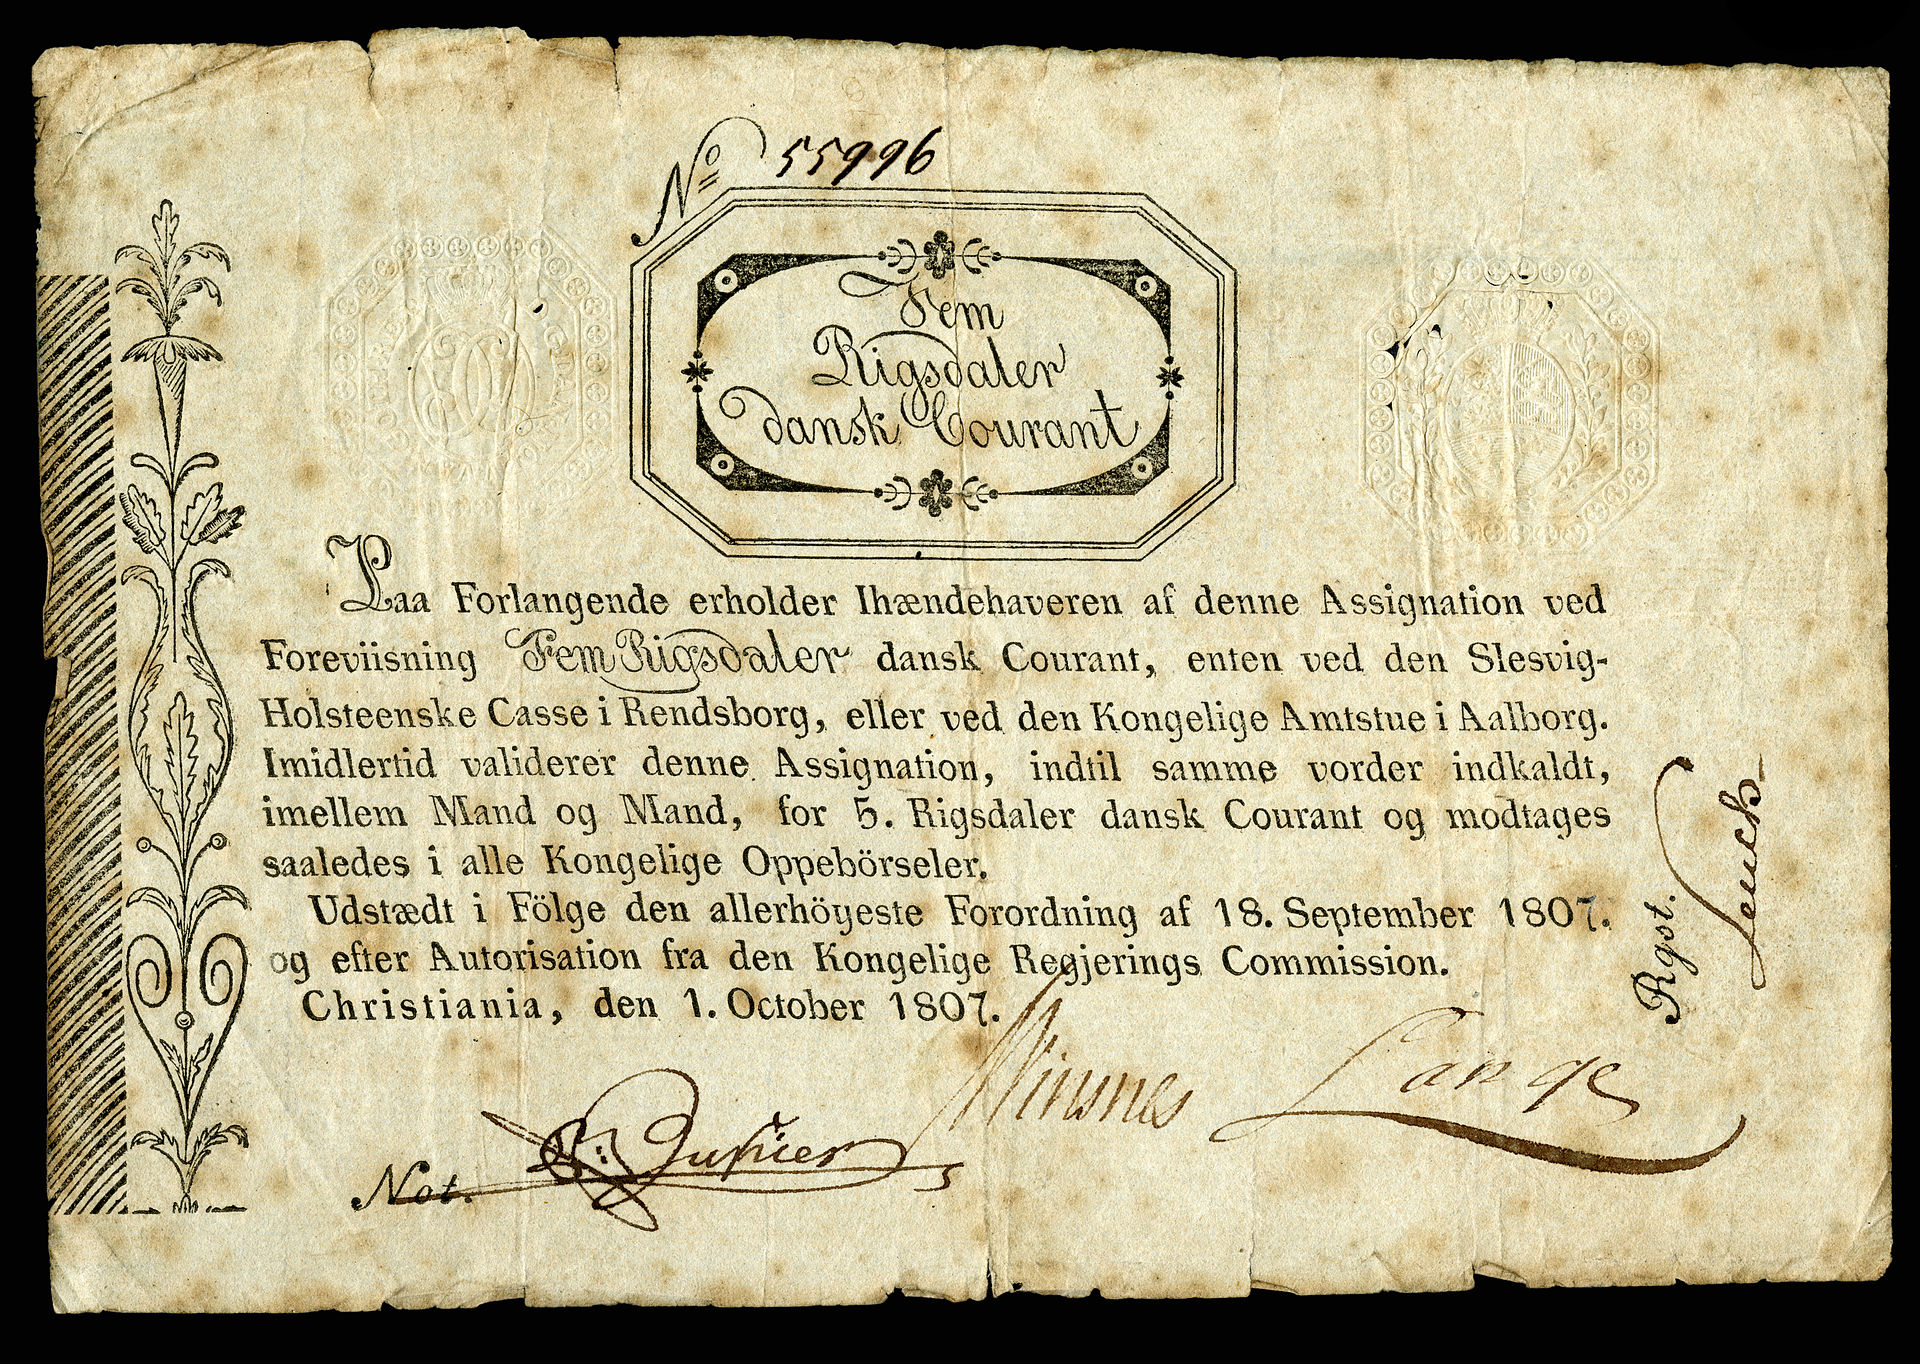 No 55996
Fem
Rigsdaler
dansk Courant
Paa Forlangende erholder Ihændehaveren af denne Assignation ved
Foreviisning Fem Rigsdaler dansk Courant, enten ved den Slesvig-
Holsteenske Casse i Rendsborg, eller ved den Kongelige Amtstue i Aalborg.
Imidlertid validerer denne Assignation, indtil samme vorder indkaldt,
imellem Mand og Mand, for 5. Rigsdaler dansk Courant og modtages
saaledes i alle Kongelige Oppebörseler.
Udstædt i Fölge den allerhöyeste Forordning af 18. September 1807.
og efter Autorisation fra den Kongelige Regjerings Commission.
Christiania, den 1. October 1807.
Rgst.
Not.
Lange